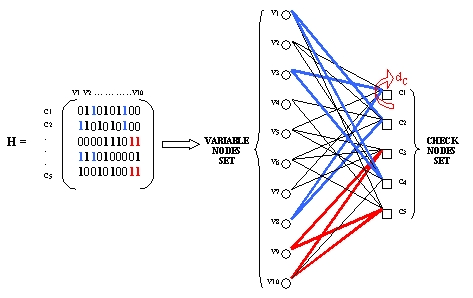 V1 V2 ............V10
H =
C1 0110101100
C2 1101010100
. 0000111011
. 1110100001
C5 1001010011
VARIABLE
NODES
SET
V1
V2
V3
V4
V5
V6
V7
V8
V9
V10
dC
C1
C2
C3
C4
C5
CHECK
NODES
SET